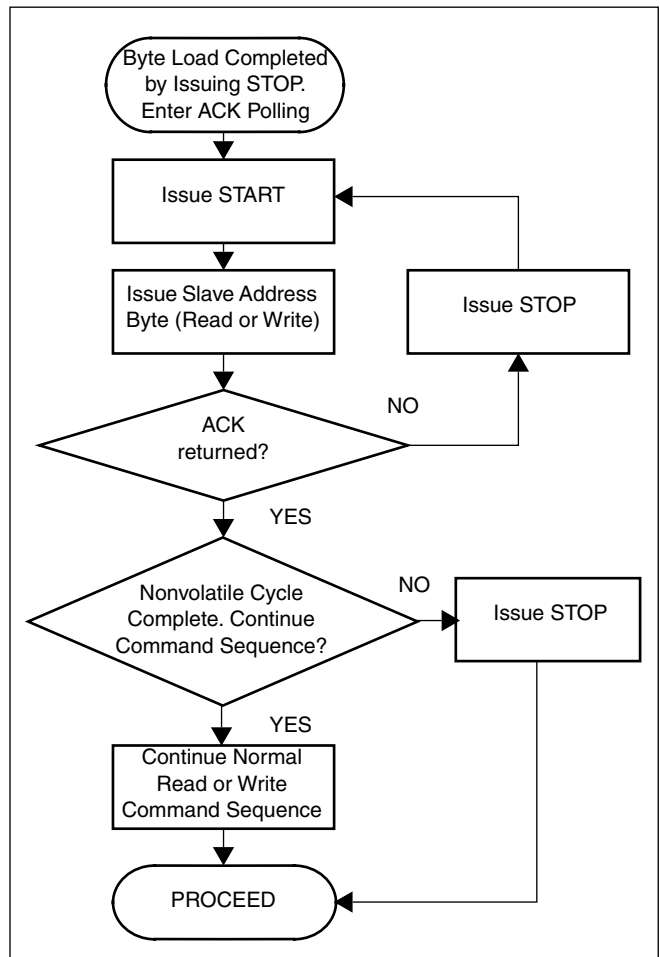 Byte Load Completed
by Issuing STOP.
Enter ACK Polling
Issue START
Issue Slave Address
Byte (Read or Write)
Issue STOP
ACK
returned?
NO
YES
Nonvolatile Cycle
Complete. Continue
Command Sequence?
NO
Issue STOP
YES
Continue Normal
Read or Write
Command Sequence
PROCEED